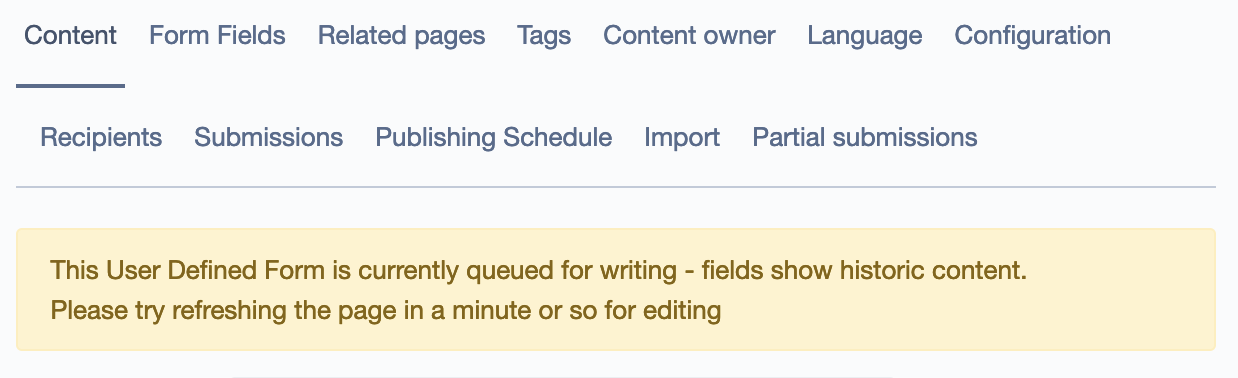 Content Form Fields Related pages Tags Content owner Language Configuration
Recipients Submissions Publishing Schedule Import Partial submissions
This User Defined Form is currently queued for writing - fields show historic content.
Please try refreshing the page in a minute or so for editing